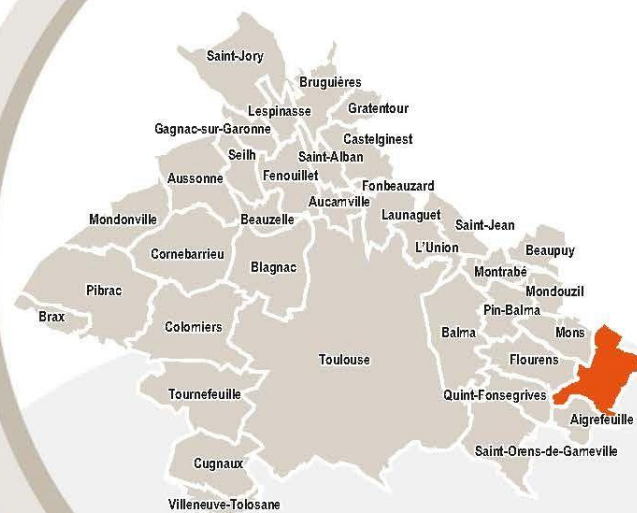 Saint-Jory
Bruguières
Lespinasse
Gratentour
Gagnac-sur-Garonne
Castelginest
Seilh
Saint-Alban
Fenouillet
Aussonne
Fonbeauzard
Aucamville
Launaguet
Mondonville
Beauzelle
Saint-Jean
L'Union
Beaupuy
Cornebarrieu
Blagnac
Montrabé
Pibrac
Mondouzil
Pin-Balma
Brax
Colomiers
Balma
Mons
Toulouse
Flourens
Tournefeuille
Quint-Fonsegrives
Aigrefeuille
Saint-Orens-de-Gameville
Cugnaux
Villeneuve-Tolosane